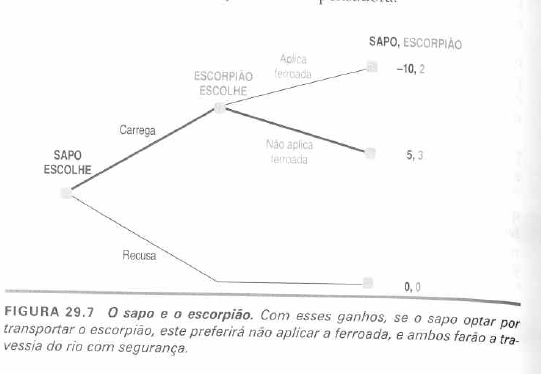 SAPO, ESCORPIÃO
Aplica
ferroada
–10, 2
ESCORPIÃO
ESCOLHE
Carrega
Não aplica
ferroada
5, 3
SAPO
ESCOLHE
Recusa
0, 0
FIGURA 29.7 O sapo e o escorpião. Com esses ganhos, se o sapo optar por
transportar o escorpião, este preferirá não aplicar a ferroada, e ambos farão a tra-
vessia do rio com segurança.